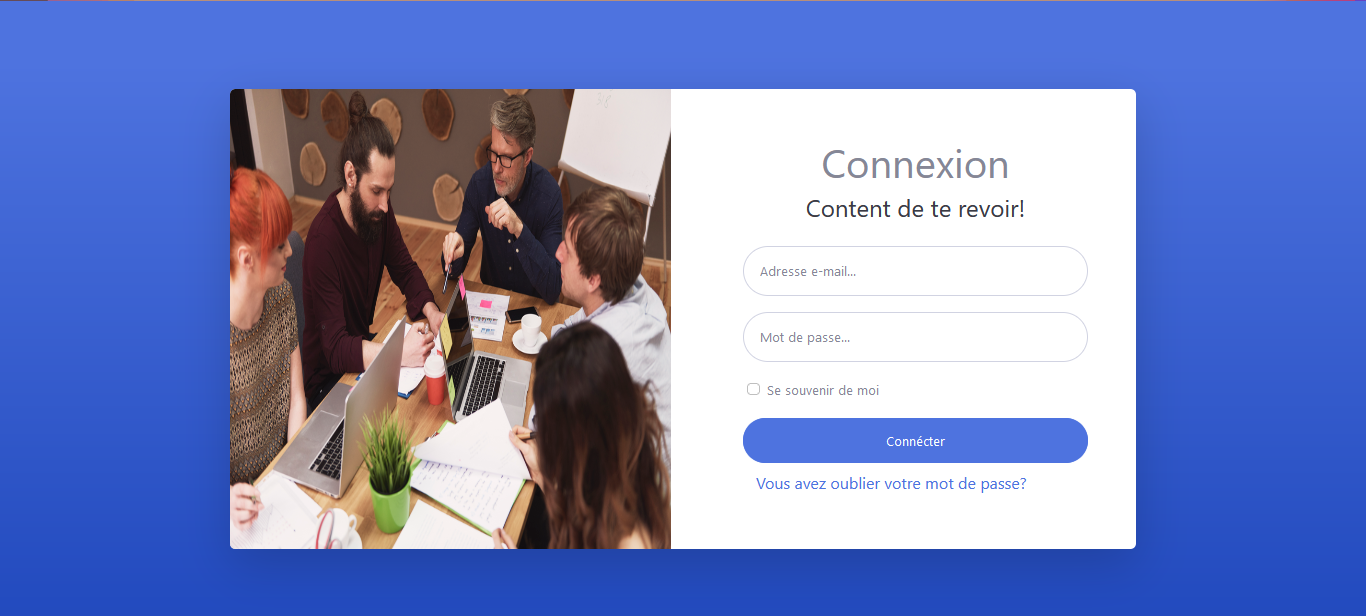 Connexion
Content de te revoir!
Adresse e-mail...
Mot de passe...
Se souvenir de moi
Connécter
Vous avez oublier votre mot de passe?